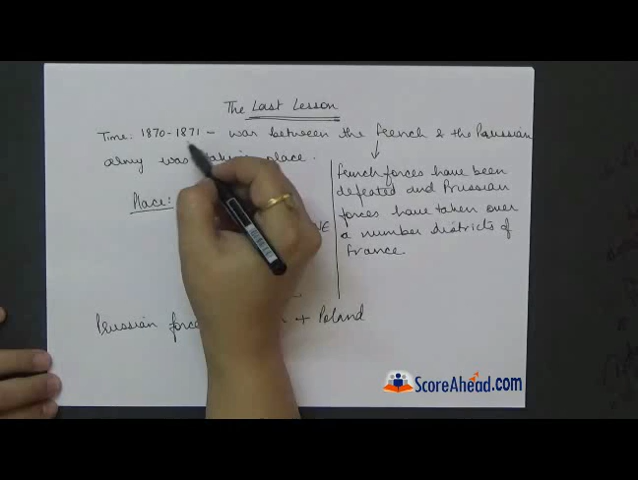 The Last Lesson
Time: 1870-1871 - war between the French & the Prussian
army was place.
Place:
French forces have been
defeated and Prussian
forces have taken over
a number districts of
France.
Prussian + Poland
ScoreAhead.com